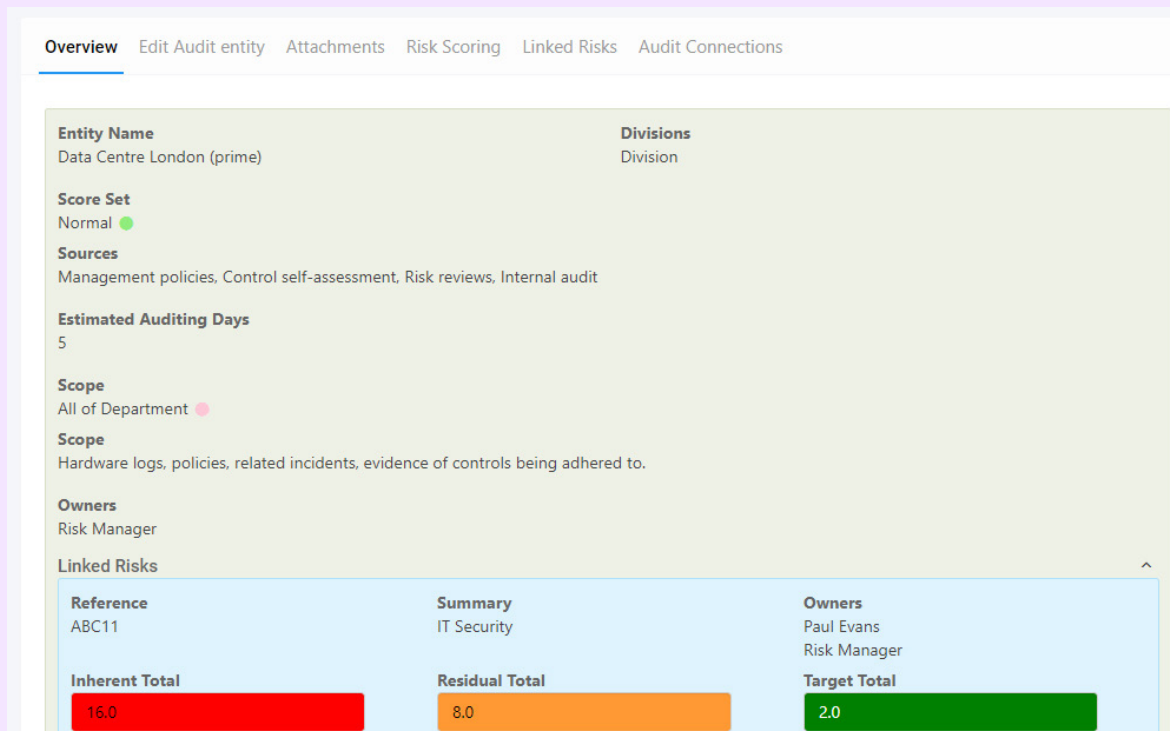 Overview Edit Audit entity Attachments Risk Scoring Linked Risks Audit Connections
Entity Name Divisions
Data Centre London (prime) Division
Score Set
Normal
Sources
Management policies, Control self-assessment, Risk reviews, Internal audit
Estimated Auditing Days
5
Scope
All of Department
Scope
Hardware logs, policies, related incidents, evidence of controls being adhered to.
Owners
Risk Manager
Linked Risks
Reference Summary Owners
ABC11 IT Security Paul Evans
Risk Manager
Inherent Total Residual Total Target Total
16.0 8.0 2.0